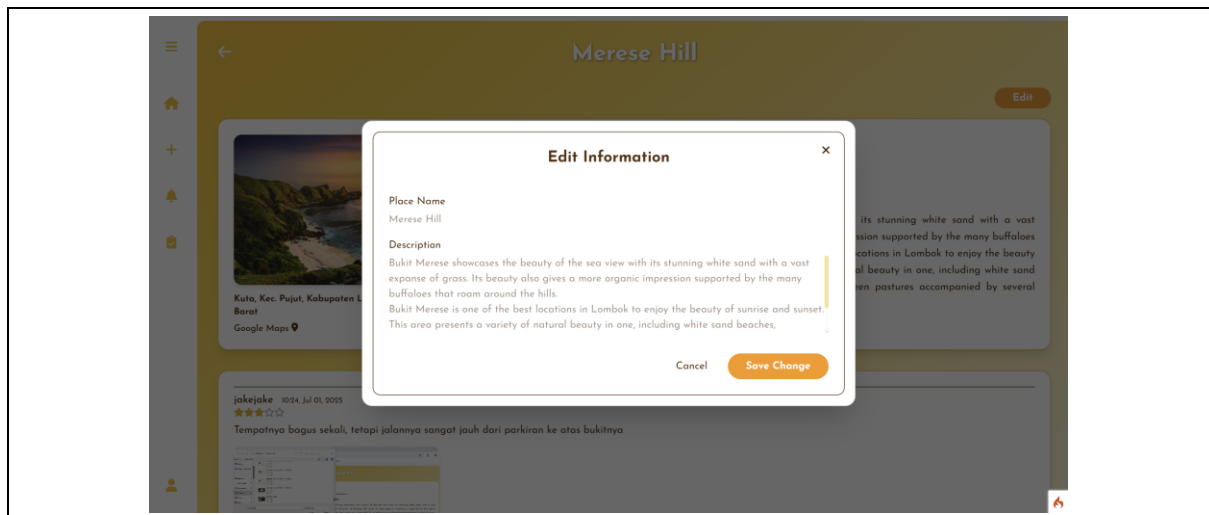 Merese Hill
Edit
Edit Information
Place Name
Merese Hill
Description
Bukit Merese showcases the beauty of the sea view with its stunning white sand with a vast
expanse of grass. Its beauty also gives a more organic impression supported by the many
buffaloes that roam around the hills.
Bukit Merese is one of the best locations in Lombok to enjoy the beauty of sunrise and sunset.
This area presents a variety of natural beauty in one, including white sand beaches,
Cancel
Save Change
its stunning white sand with a vast
ssion supported by the many buffaloes
cations in Lombok to enjoy the beauty
al beauty in one, including white sand
en pastures accompanied by several
Kuta, Kec. Pujut, Kabupaten L
Barat
Google Maps
jakejake 10:24, Jul 01, 2025
Tempatnya bagus sekali, tetapi jalannya sangat jauh dari parkiran ke atas bukitnya